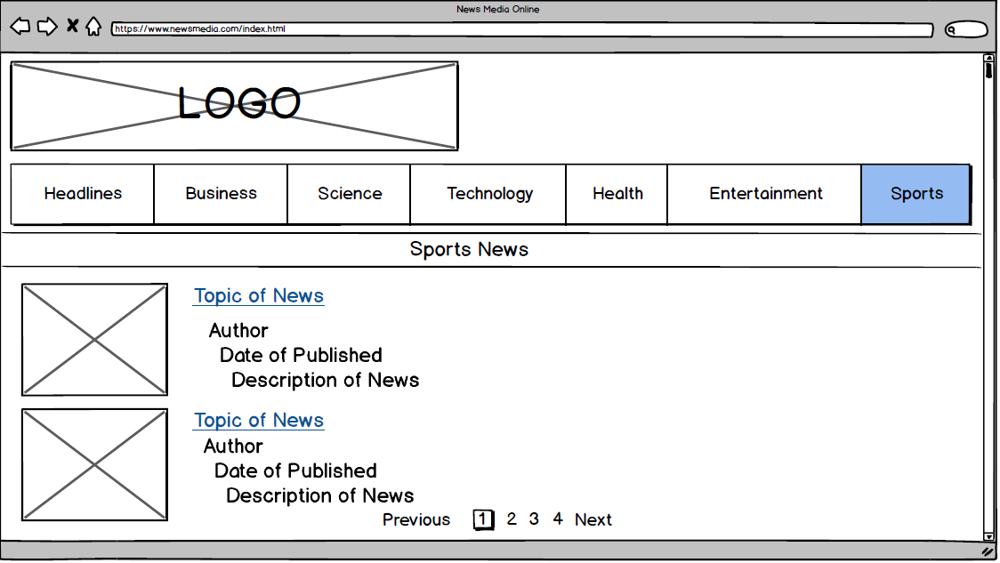 News Media Online
https://www.newsmedia.com/index.html
LOGO
Headlines Business Science Technology Health Entertainment Sports
Sports News
Topic of News
Author
Date of Published
Description of News
Topic of News
Author
Date of Published
Description of News
Previous 1 2 3 4 Next